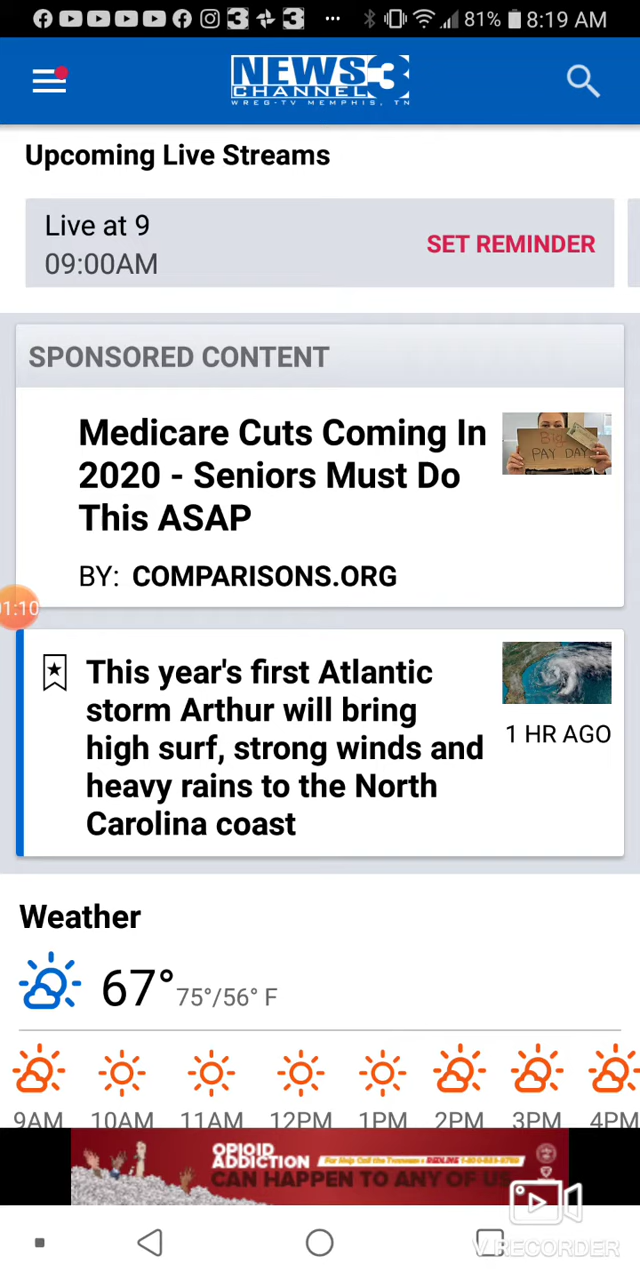 81% 8:19 AM
NEWS 3
CHANNEL
WREG-TV MEMPHIS, TN
Upcoming Live Streams
Live at 9
SET REMINDER
09:00AM
SPONSORED CONTENT
Medicare Cuts Coming In
2020 - Seniors Must Do
This ASAP
PAY DAY
BY: COMPARISONS.ORG
01:10
This year's first Atlantic
storm Arthur will bring
high surf, strong winds and
heavy rains to the North
Carolina coast
1 HR AGO
Weather
67° 75°/56° F
9AM 10AM 11AM 12PM 1PM 2PM 3PM 4PM
OPIOID
ADDICTION
CAN HAPPEN TO ANY OF US
V RECORDER